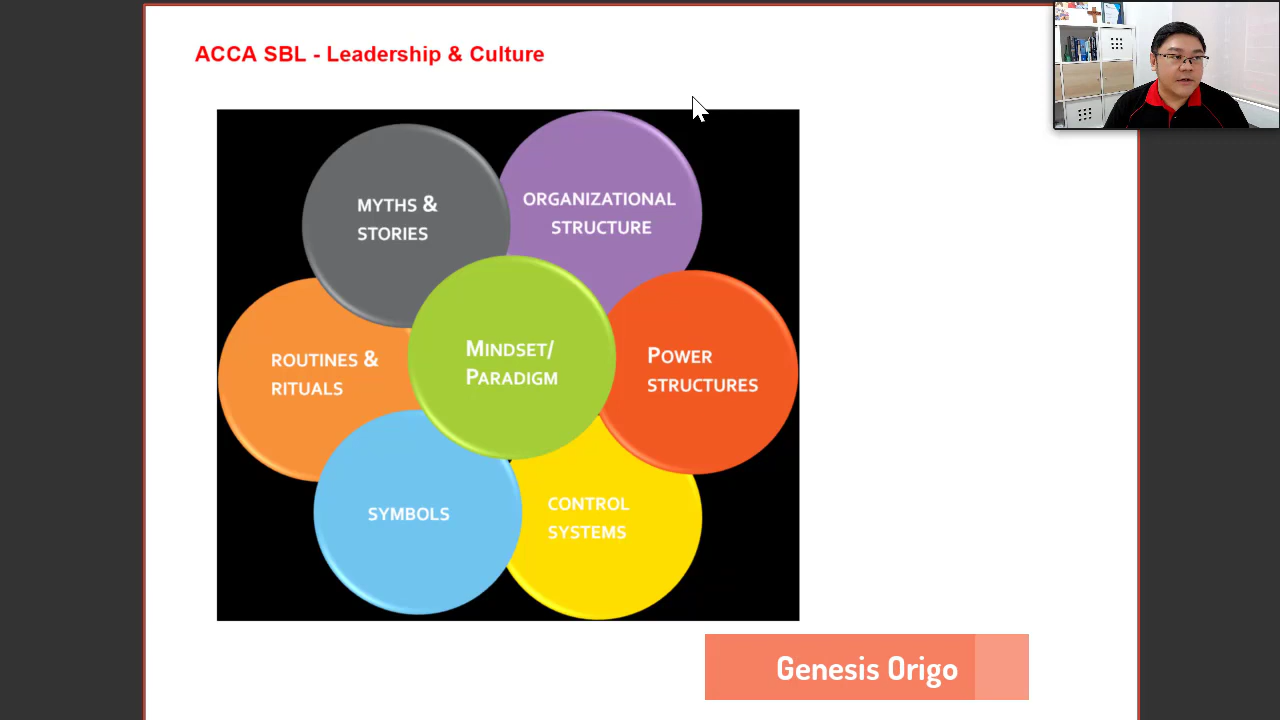 ACCA SBL - Leadership & Culture
MYTHS &
STORIES
ORGANIZATIONAL
STRUCTURE
ROUTINES &
RITUALS
MINDSET/
PARADIGM
POWER
STRUCTURES
SYMBOLS
CONTROL
SYSTEMS
Genesis Origo